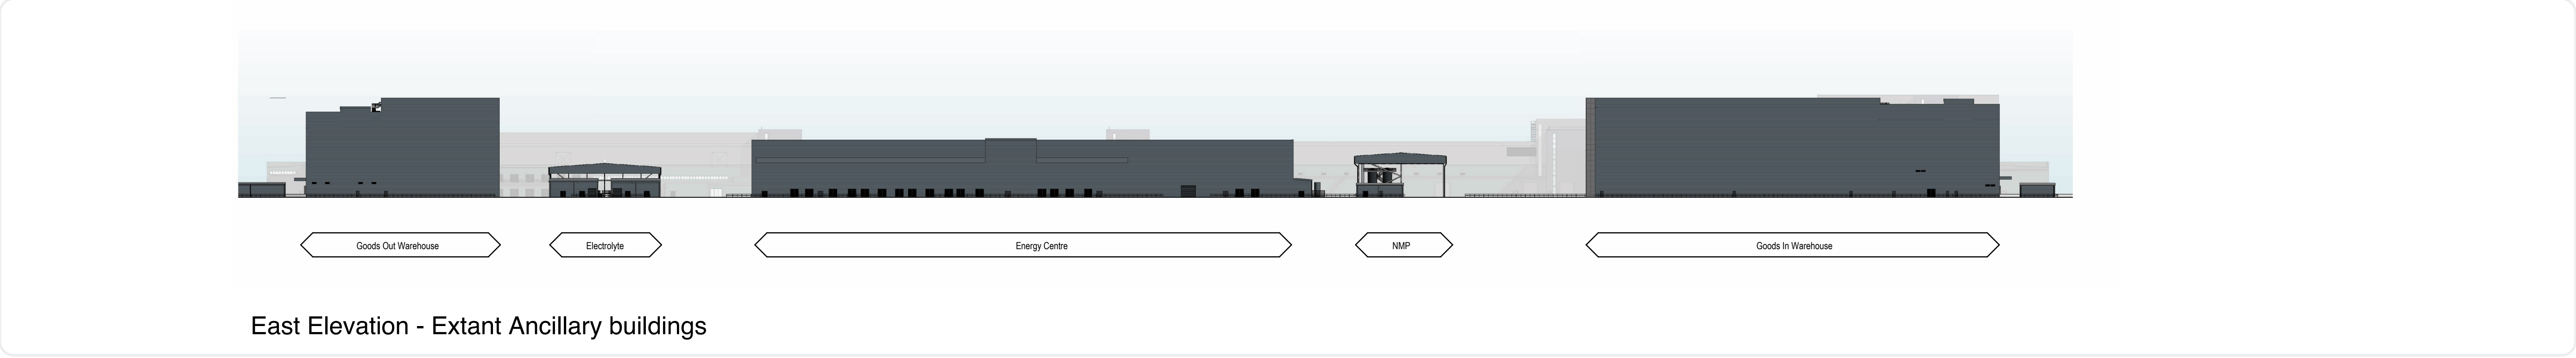 Goods Out Warehouse
Electrolyte
Energy Centre
NMP
Goods In Warehouse
East Elevation - Extant Ancillary buildings